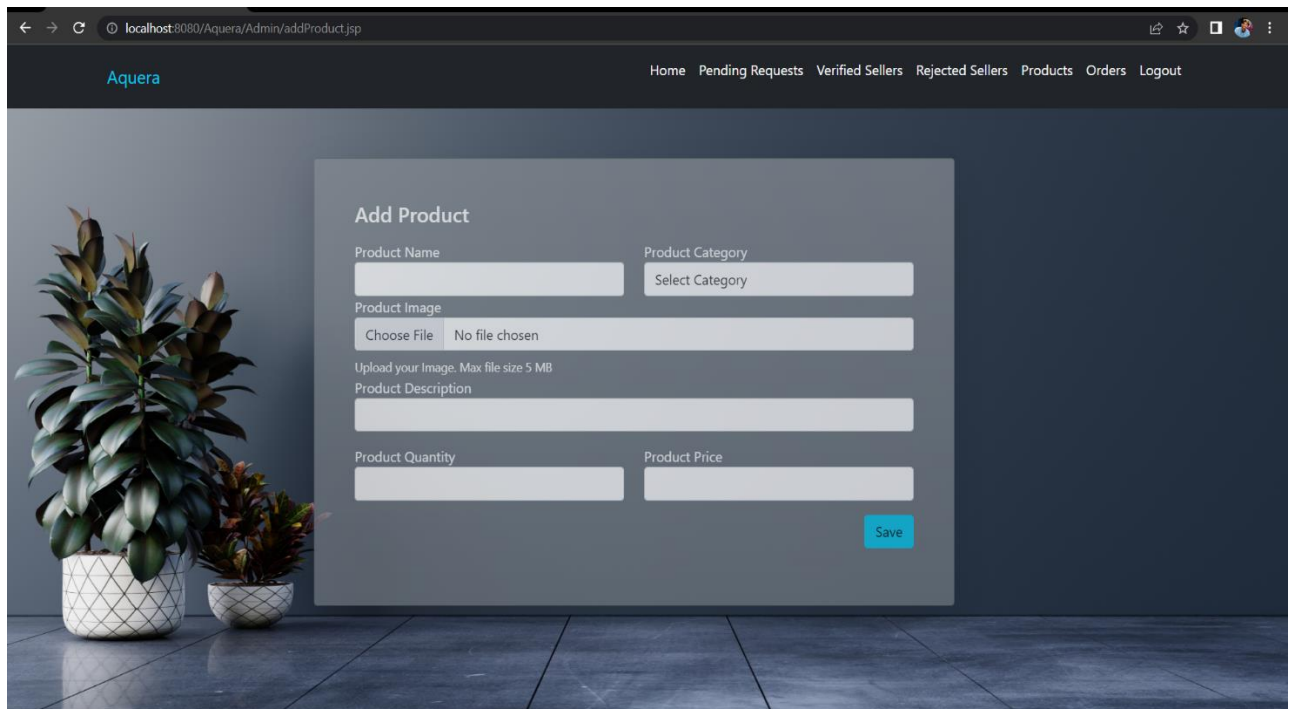 localhost:8080/Aquera/Admin/addProduct.jsp
Aquera Home Pending Requests Verified Sellers Rejected Sellers Products Orders Logout
Add Product
Product Name Product Category
Select Category
Product Image
Choose File No file chosen
Upload your Image. Max file size 5 MB
Product Description
Product Quantity Product Price
Save